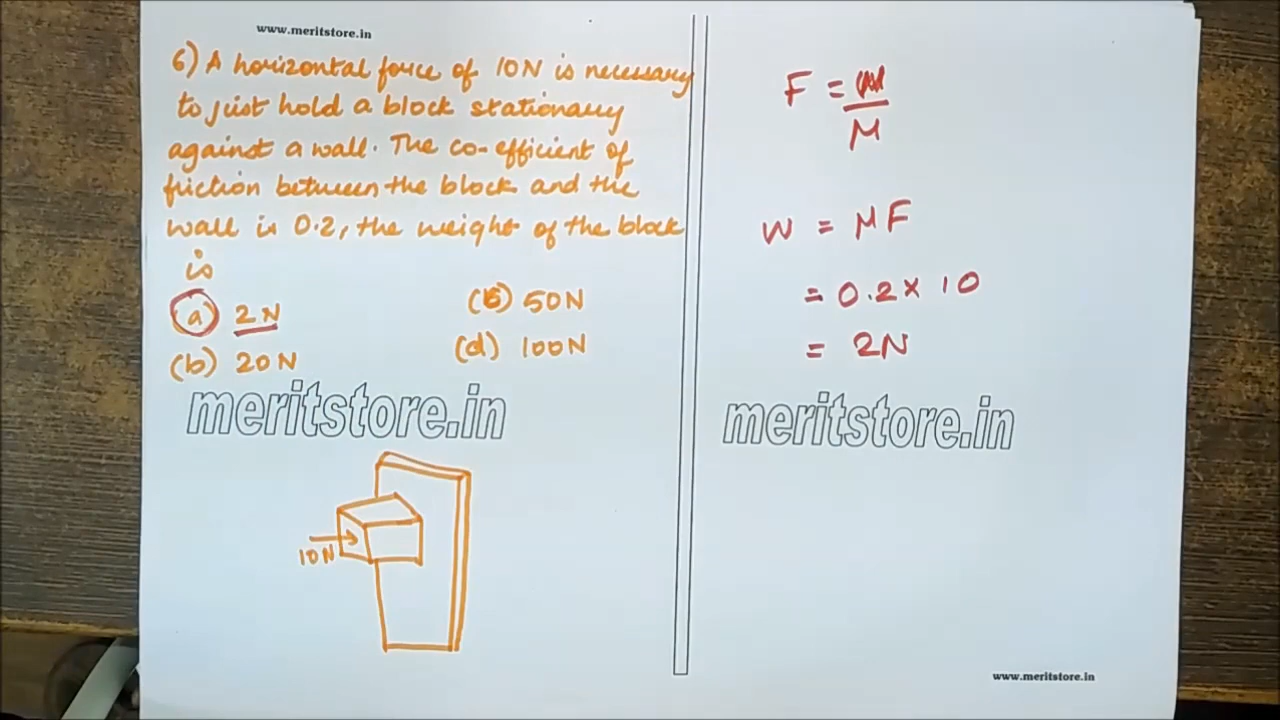 www.meritstore.in
6) A horizontal force of 10N is necessary
to just hold a block stationary
against a wall. The co-efficient of
friction between the block and the
wall is 0.2, the weight of the block
is
(a) 2N
(b) 20N
(c) 50N
(d) 100N
meritstore.in
10N
F = W
μ
W = μF
= 0.2 × 10
= 2N
meritstore.in
www.meritstore.in